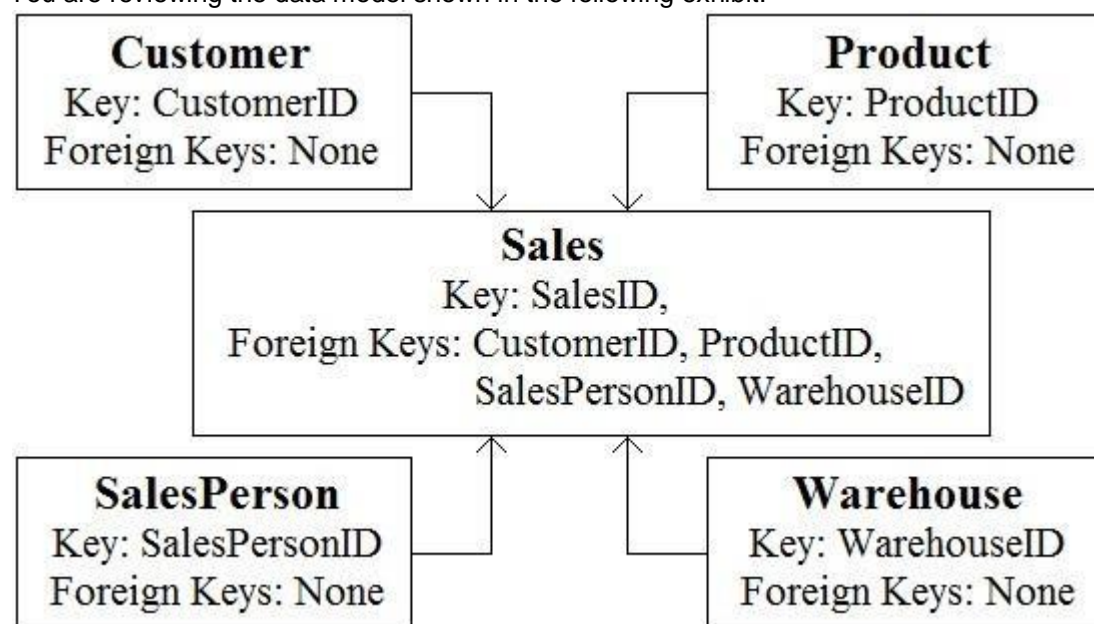 You are reviewing the data model shown in the following exhibit.
Customer
Key: CustomerID
Foreign Keys: None
Product
Key: ProductID
Foreign Keys: None
Sales
Key: SalesID,
Foreign Keys: CustomerID, ProductID,
SalesPersonID, WarehouseID
SalesPerson
Key: SalesPersonID
Foreign Keys: None
Warehouse
Key: WarehouseID
Foreign Keys: None